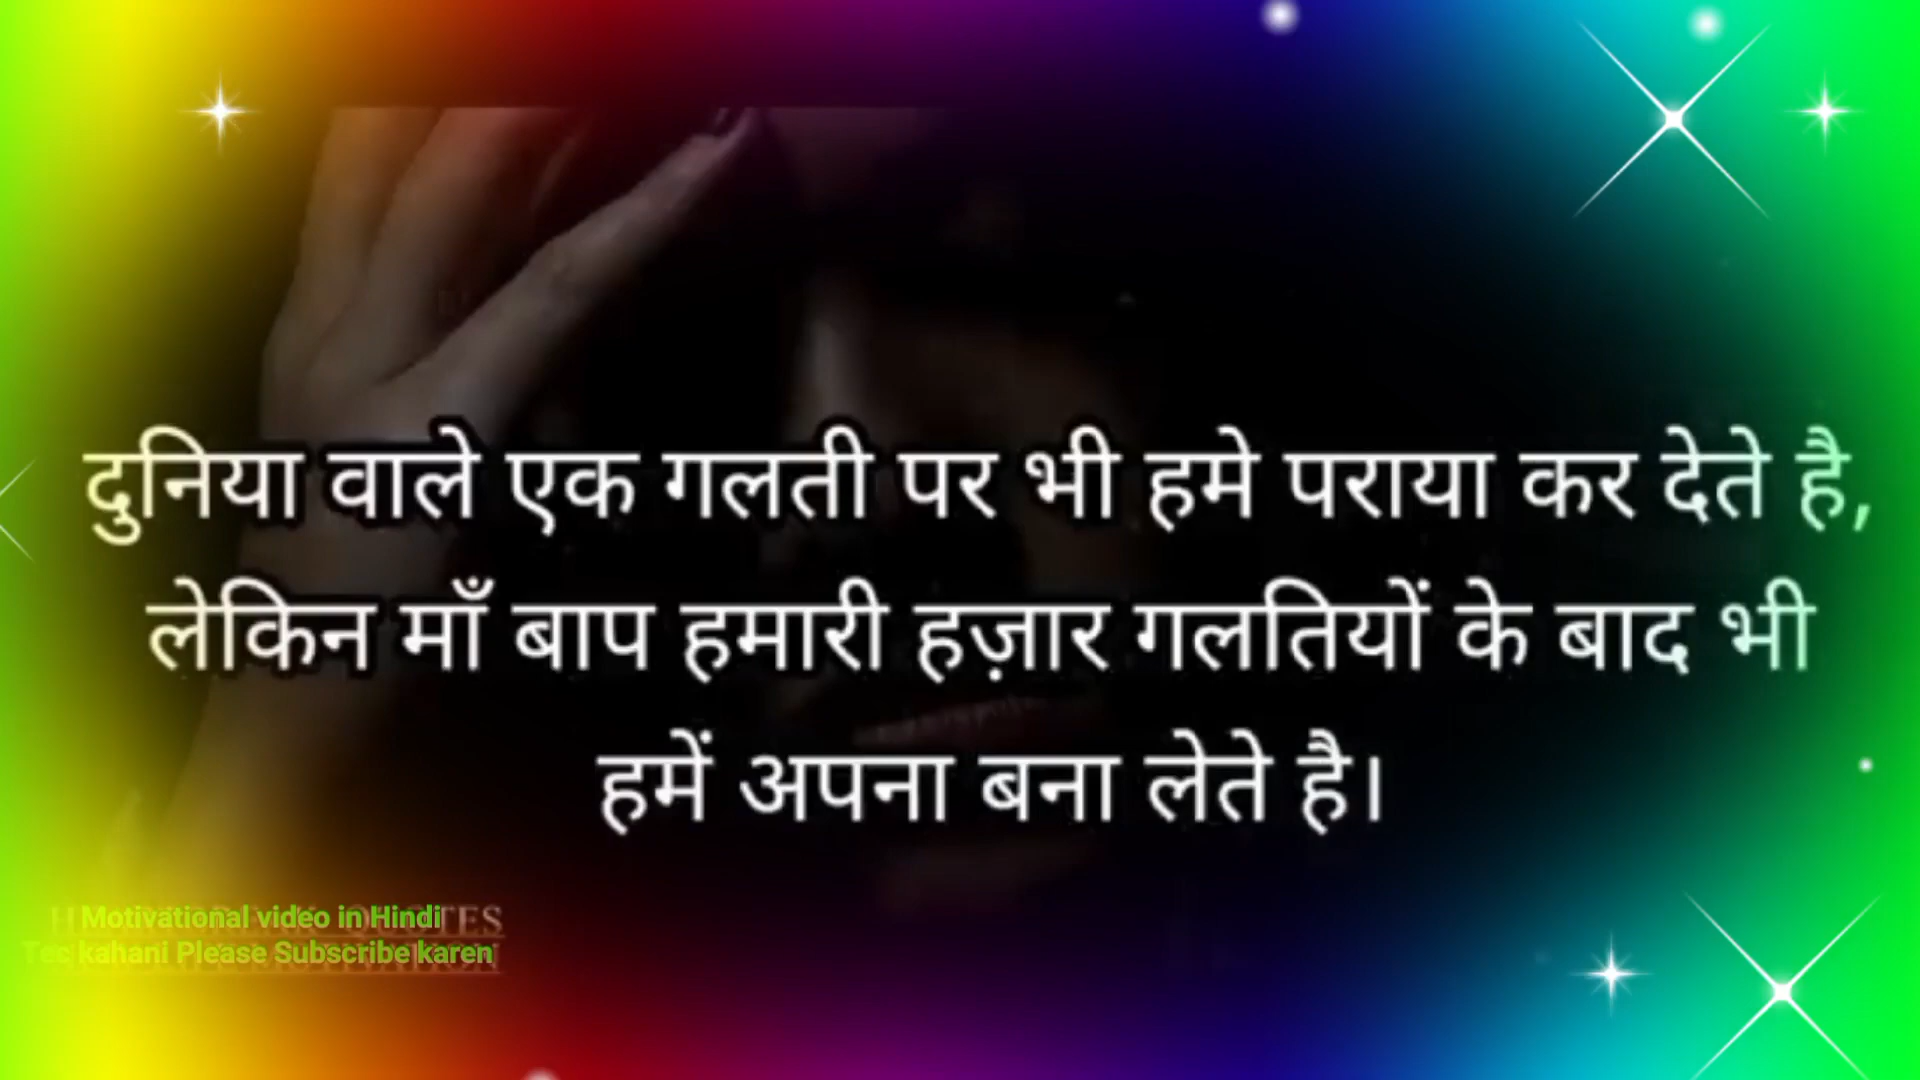 दुनिया वाले एक गलती पर भी हमे पराया कर देते है,
लेकिन माँ बाप हमारी हज़ार गलतियों के बाद भी
हमें अपना बना लेते है।
Motivational video in Hindi
Tec kahani Please Subscribe karen